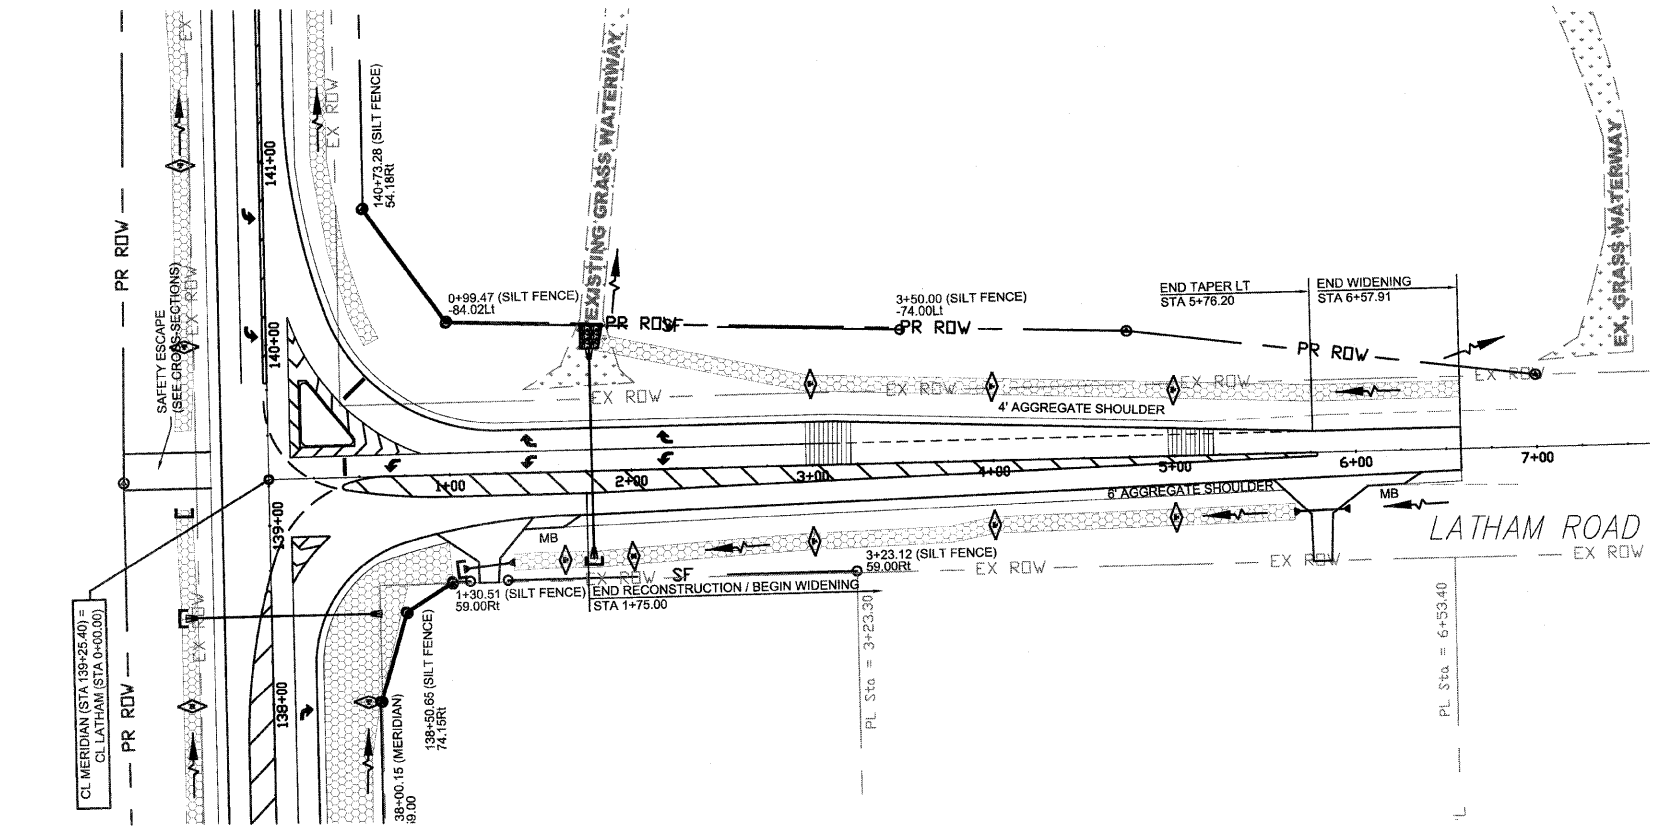 EX ROW
EX ROW
140+73.28 (SILT FENCE)
54.18Rt
EXISTING GRASS WATERWAY
EX. GRASS WATERWAY
141+00
PR ROW
EX ROW
SAFETY ESCAPE
(SEE CROSS-SECTIONS)
140+00
0+99.47 (SILT FENCE)
-84.02Lt
PR ROW
SF
3+50.00 (SILT FENCE)
-74.00Lt
PR ROW
END TAPER LT
STA 5+76.20
END WIDENING
STA 6+57.91
PR ROW
EX ROW
EX ROW
EX ROW
EX ROW
4' AGGREGATE SHOULDER
1+00
2+00
3+00
4+00
5+00
6+00
7+00
6' AGGREGATE SHOULDER
MB
LATHAM ROAD
139+00
MB
3+23.12 (SILT FENCE)
59.00Rt
EX ROW
EX ROW
EX ROW
EX ROW
SF
1+30.51 (SILT FENCE)
59.00Rt
END RECONSTRUCTION / BEGIN WIDENING
STA 1+75.00
EX ROW
CL MERIDIAN (STA 139+25.40) =
CL LATHAM (STA 0+00.00)
PR ROW
138+00
38+00.15 (MERIDIAN)
59.00
138+50.65 (SILT FENCE)
74.15Rt
PL Sta = 3+23.30
PL Sta = 6+53.40